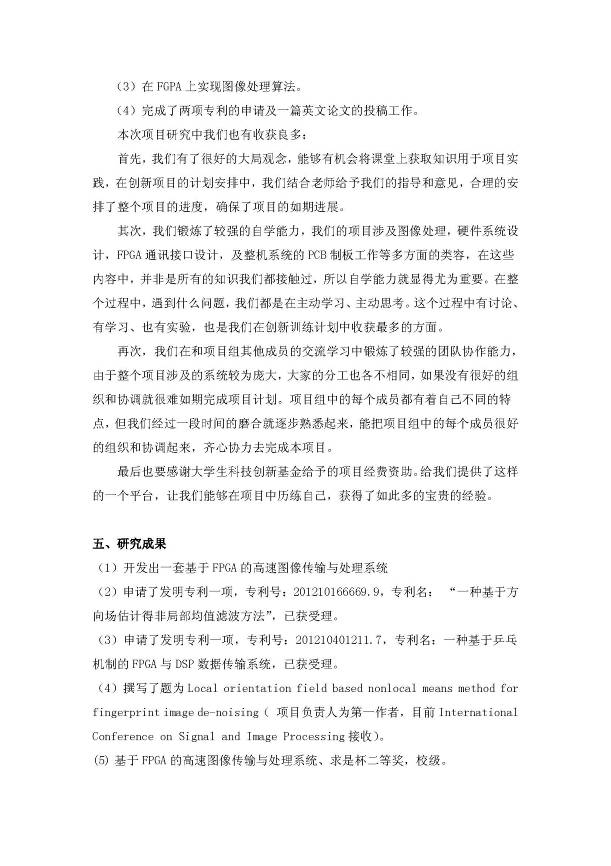 （3）在 FGPA 上实现图像处理算法。
（4）完成了两项专利的申请及一篇英文论文的投稿工作。
本次项目研究中我们也有收获良多：
首先，我们有了很好的大局观念，能够有机会将课堂上获取知识用于项目实
践，在创新项目的计划安排中，我们结合老师给予我们的指导和意见，合理的安
排了整个项目的进度，确保了项目的如期进展。
其次，我们锻炼了较强的自学能力，我们的项目涉及图像处理，硬件系统设
计，FPGA 通讯接口设计，及整机系统的 PCB 制板工作等多方面的类容，在这些
内容中，并非是所有的知识我们都接触过，所以自学能力就显得尤为重要。在整
个过程中，遇到什么问题，我们都是在主动学习、主动思考。这个过程中有讨论、
有学习、也有实验，也是我们在创新训练计划中收获最多的方面。
再次，我们在和项目组其他成员的交流学习中锻炼了较强的团队协作能力，
由于整个项目涉及的系统较为庞大，大家的分工也各不相同，如果没有很好的组
织和协调就很难如期完成项目计划。项目组中的每个成员都有着自己不同的特
点，但我们经过一段时间的磨合就逐步熟悉起来，能把项目组中的每个成员很好
的组织和协调起来，齐心协力去完成本项目。
最后也要感谢大学生科技创新基金给予的项目经费资助。给我们提供了这样
的一个平台，让我们能够在项目中历练自己，获得了如此多的宝贵的经验。
五、研究成果
（1）开发出一套基于 FPGA 的高速图像传输与处理系统
（2）申请了发明专利一项，专利号：201210166669.9，专利名： “一种基于方
向场估计得非局部均值滤波方法”，已获受理。
（3）申请了发明专利一项，专利号：201210401211.7，专利名：一种基于乒乓
机制的 FPGA 与 DSP 数据传输系统，已获受理。
（4）撰写了题为 Local orientation field based nonlocal means method for
fingerprint image de-noising（ 项目负责人为第一作者，目前 International
Conference on Signal and Image Processing 接收）。
(5) 基于 FPGA 的高速图像传输与处理系统、求是杯二等奖，校级。